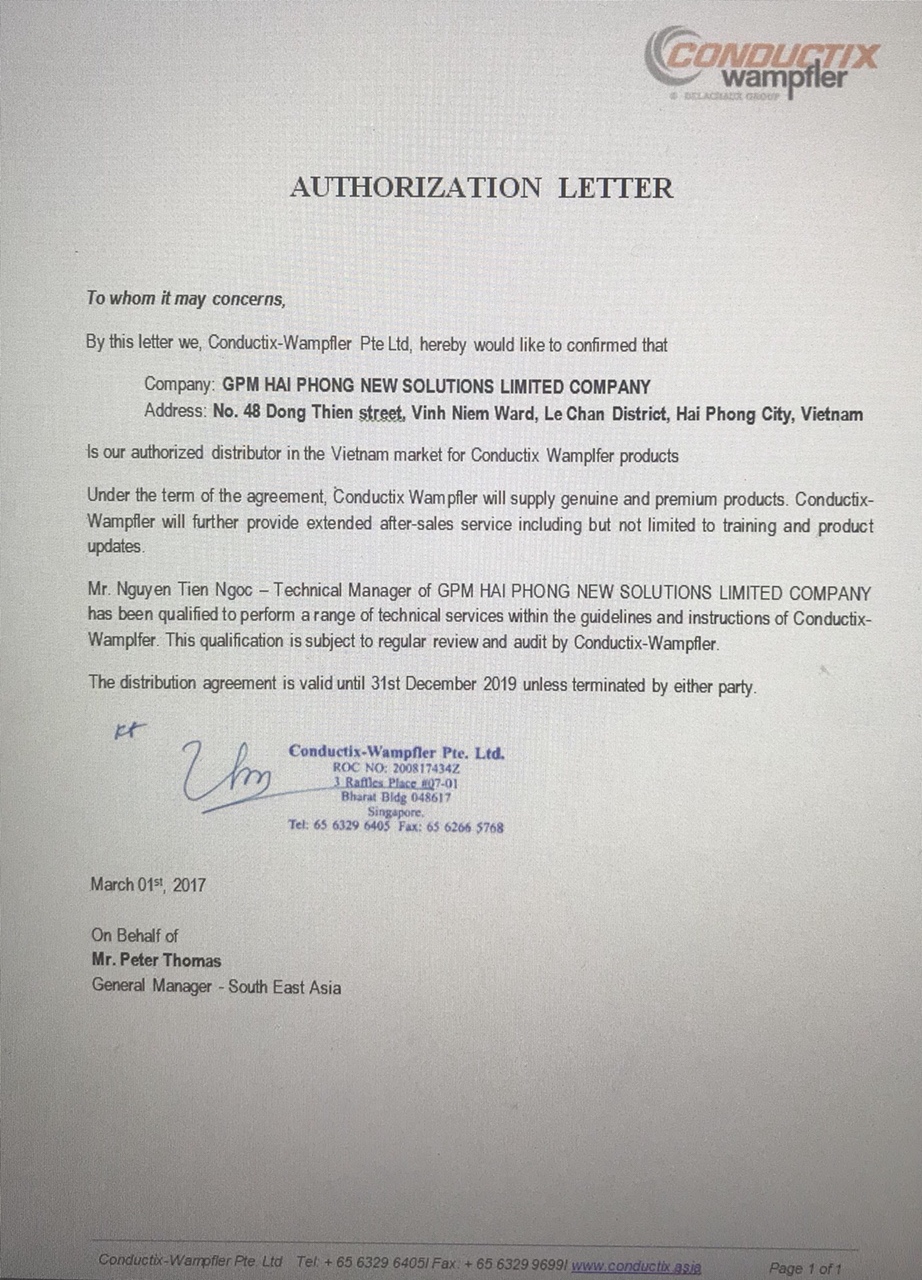 CONDUCTIX
wampfler
DELACHAUX GROUP
AUTHORIZATION LETTER
To whom it may concerns,
By this letter we, Conductix-Wampfler Pte Ltd, hereby would like to confirmed that
Company: GPM HAI PHONG NEW SOLUTIONS LIMITED COMPANY
Address: No. 48 Dong Thien street, Vinh Niem Ward, Le Chan District, Hai Phong City, Vietnam
Is our authorized distributor in the Vietnam market for Conductix Wamplfer products
Under the term of the agreement, Conductix Wampfler will supply genuine and premium products. Conductix-
Wampfler will further provide extended after-sales service including but not limited to training and product
updates.
Mr. Nguyen Tien Ngoc – Technical Manager of GPM HAI PHONG NEW SOLUTIONS LIMITED COMPANY
has been qualified to perform a range of technical services within the guidelines and instructions of Conductix-
Wamplfer. This qualification is subject to regular review and audit by Conductix-Wampfler.
The distribution agreement is valid until 31st December 2019 unless terminated by either party.
Conductix-Wampfler Pte. Ltd.
ROC NO: 200817434Z
3 Raffles Place #07-01
Bharat Bldg 048617
Singapore.
Tel: 65 6329 6405 Fax: 65 6266 5768
March 01st, 2017
On Behalf of
Mr. Peter Thomas
General Manager - South East Asia
Conductix-Wampfler Pte. Ltd Tel: + 65 6329 6405/ Fax: + 65 6329 9699/ www.conductix.asia
Page 1 of 1